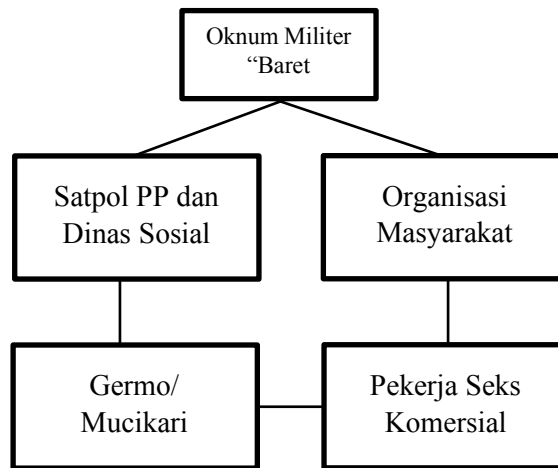 Oknum Militer
“Baret
Satpol PP dan
Dinas Sosial
Organisasi
Masyarakat
Germo/
Mucikari
Pekerja Seks
Komersial